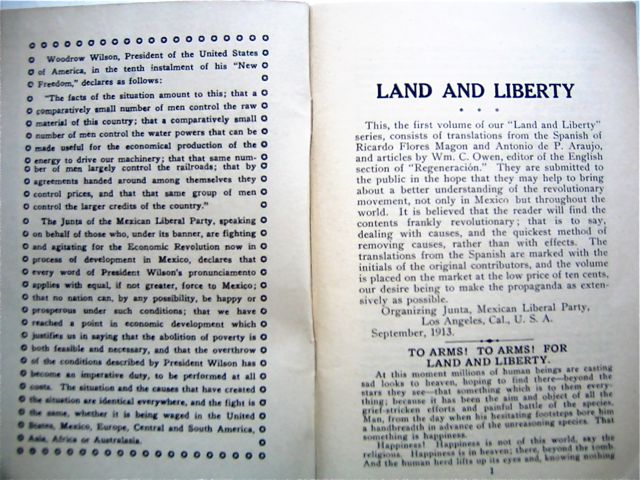 Woodrow Wilson, President of the United States
of America, in the tenth instalment of his "New
Freedom," declares as follows:
"The facts of the situation amount to this; that a
comparatively small number of men control the raw
material of this country; that a comparatively small
number of men control the water powers that can be
made useful for the economical production of the
energy to drive our machinery; that that same num-
ber of men largely control the railroads; that by
agreements handed around among themselves they
control prices, and that that same group of men
control the larger credits of the country."
The Junta of the Mexican Liberal Party, speaking
on behalf of those who, under its banner, are fighting
and agitating for the Economic Revolution now in
process of development in Mexico, declares that
every word of President Wilson's pronunciamento
applies with equal, if not greater, force to Mexico;
that no nation can, by any possibility, be happy or
prosperous under such conditions; that we have
reached a point in economic development which
justifies us in saying that the abolition of poverty is
both feasible and necessary, and that the overthrow
of the conditions described by President Wilson has
become an imperative duty, to be performed at all
costs. The situation and the causes that have created
the situation are identical everywhere, and the fight is
the same, whether it is being waged in the United
States, Mexico, Europe, Central and South America,
Asia, Africa or Australasia.
LAND AND LIBERTY
* * *
This, the first volume of our "Land and Liberty"
series, consists of translations from the Spanish of
Ricardo Flores Magon and Antonio de P. Araujo,
and articles by Wm. C. Owen, editor of the English
section of "Regeneración." They are submitted to
the public in the hope that they may help to bring
about a better understanding of the revolutionary
movement, not only in Mexico but throughout the
world. It is believed that the reader will find the
contents frankly revolutionary; that is to say,
dealing with causes, and the quickest method of
removing causes, rather than with effects. The
translations from the Spanish are marked with the
initials of the original contributors, and the volume
is placed on the market at the low price of ten cents,
our desire being to make the propaganda as exten-
sively as possible.
Organizing Junta, Mexican Liberal Party,
Los Angeles, Cal., U. S. A.
September, 1913.
TO ARMS! TO ARMS! FOR
LAND AND LIBERTY.
At this moment millions of human beings are casting
sad looks to heaven, hoping to find there—beyond the
stars they see—that something which is to them every-
thing; because it has been the aim and object of all the
grief-stricken efforts and painful battle of the species,
Man, from the day when his hesitating footsteps bore him
a handbreadth in advance of the unreasoning species. That
something is happiness.
Happiness! Happiness is not of this world, say the
religions. Happiness is in heaven; there, beyond the tomb.
And the human herd lifts up its eyes and, knowing nothing
1